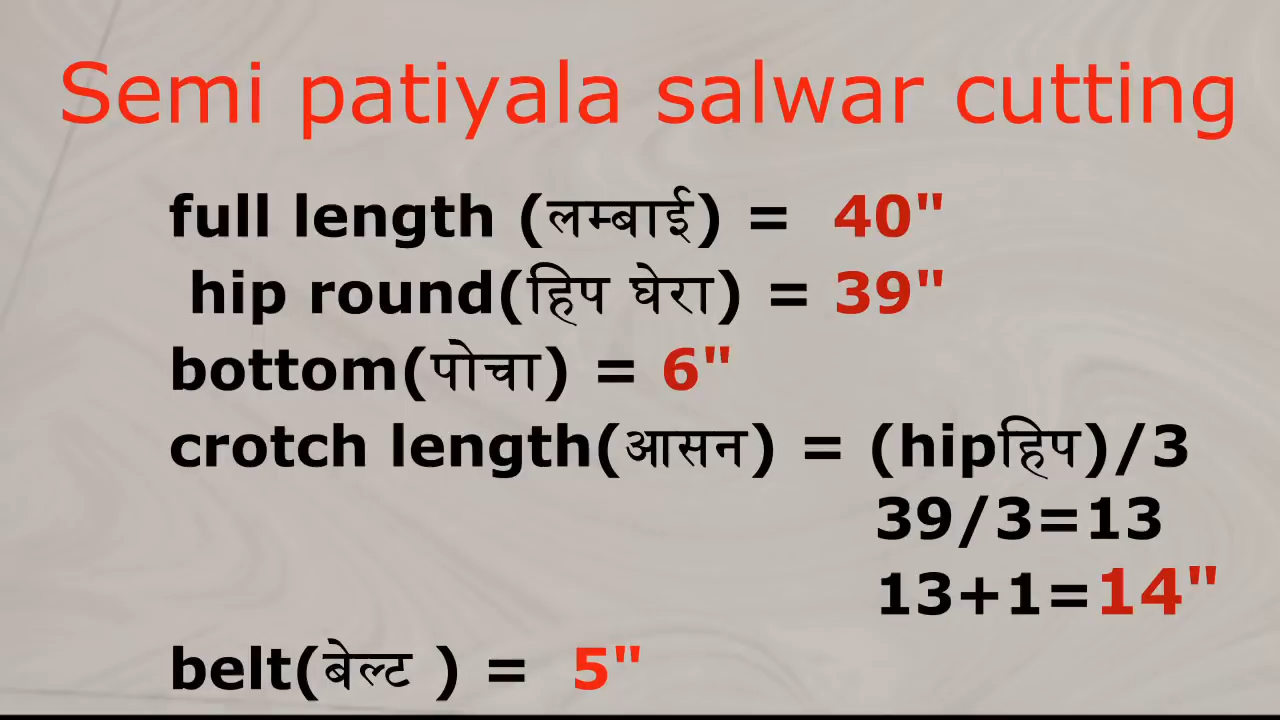 Semi patiyala salwar cutting
full length (लम्बाई) = 40"
hip round(हिप घेरा) = 39"
bottom(पोन्चा) = 6"
crotch length(आसन) = (hipहिप)/3
39/3=13
13+1=14"
belt(बेल्ट ) = 5"